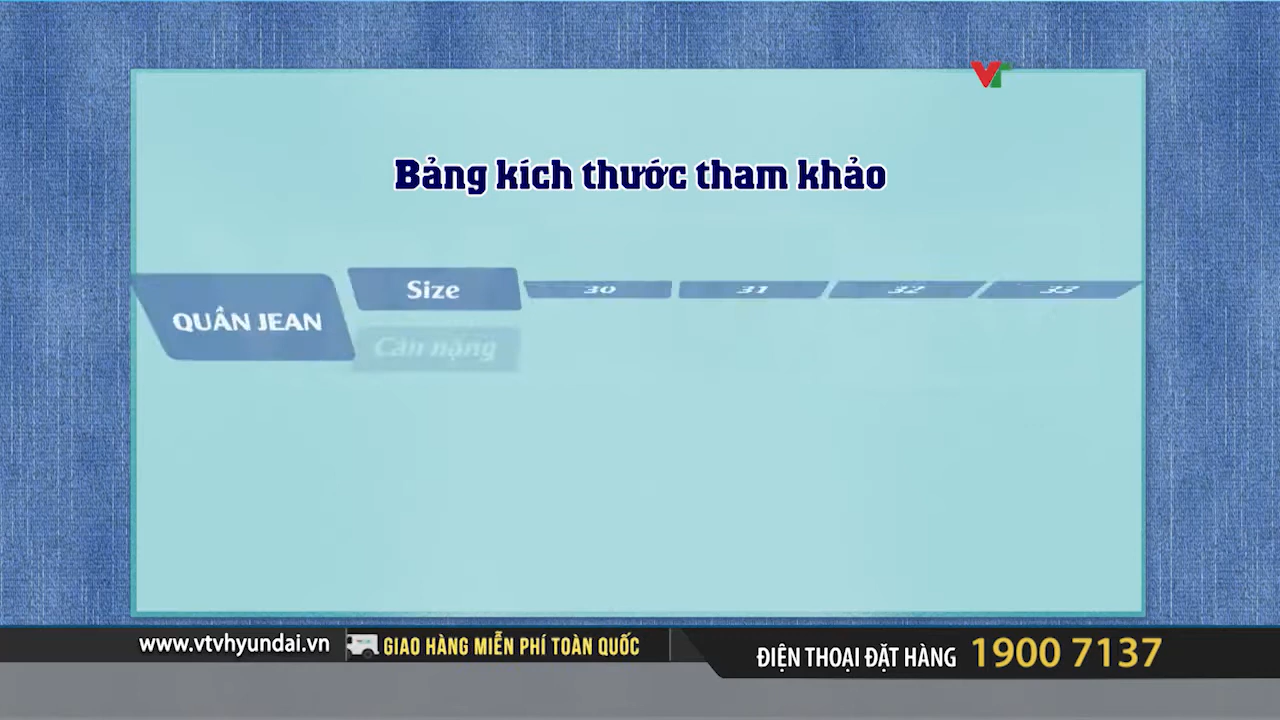 VT
Bảng kích thước tham khảo
QUẦN JEAN
Size 30 31 32 33
Cân nặng
www.vtvhyundai.vn
GIAO HÀNG MIỄN PHÍ TOÀN QUỐC
ĐIỆN THOẠI ĐẶT HÀNG 1900 7137